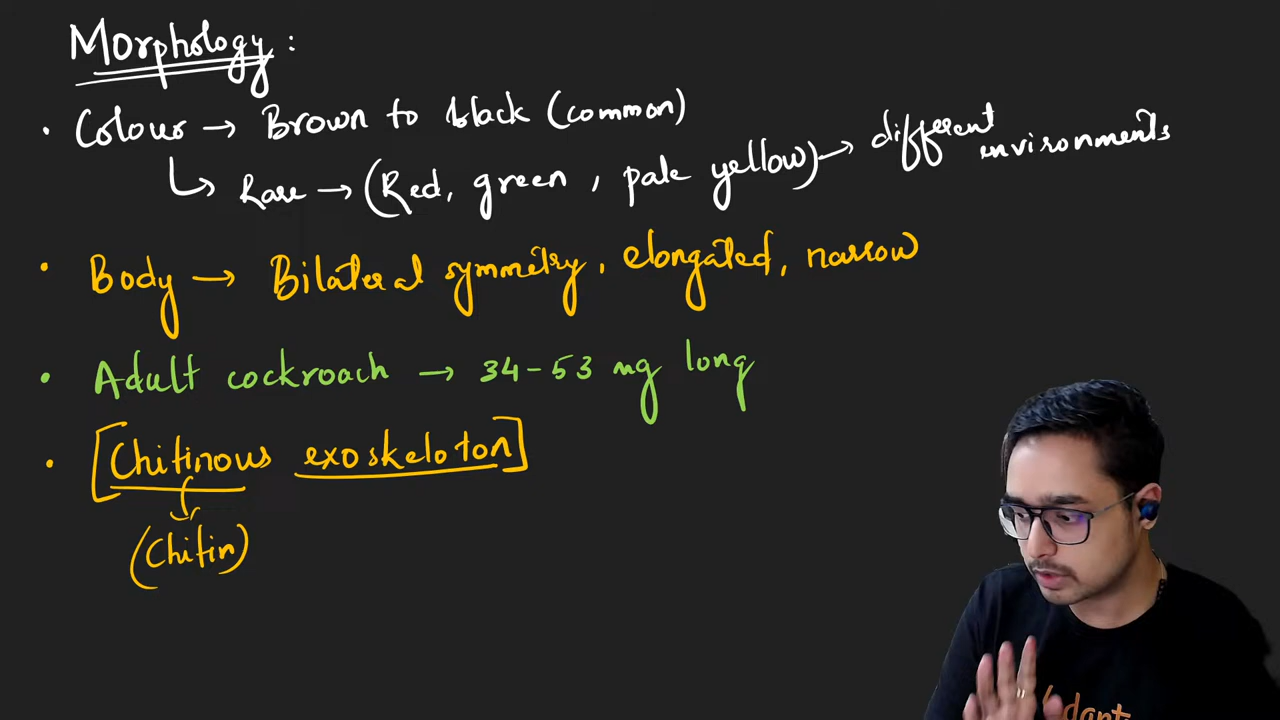 Morphology :
• Colour → Brown to black (common)
↳ Rare → (Red, green, pale yellow) → different environments
• Body → Bilateral symmetry, elongated, narrow
• Adult cockroach → 34-53 mg long
• [Chitinous exoskeloton]
(Chitin)